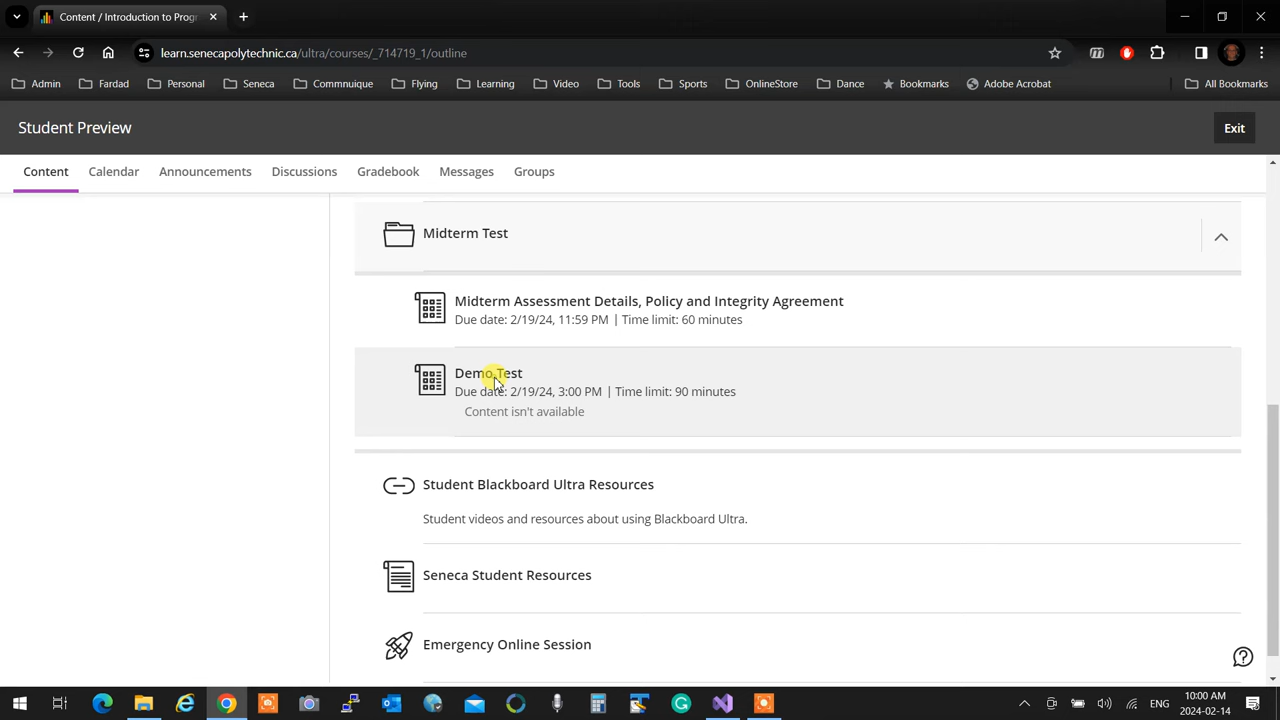 Content / Introduction to Progr
learn.senecapolytechnic.ca/ultra/courses/_714719_1/outline
Admin Fardad Personal Seneca Commnuique Flying Learning Video Tools Sports OnlineStore Dance Bookmarks Adobe Acrobat All Bookmarks
Student Preview
Exit
Content Calendar Announcements Discussions Gradebook Messages Groups
Midterm Test
Midterm Assessment Details, Policy and Integrity Agreement
Due date: 2/19/24, 11:59 PM | Time limit: 60 minutes
Demo Test
Due date: 2/19/24, 3:00 PM | Time limit: 90 minutes
Content isn't available
Student Blackboard Ultra Resources
Student videos and resources about using Blackboard Ultra.
Seneca Student Resources
Emergency Online Session
ENG
10:00 AM
2024-02-14